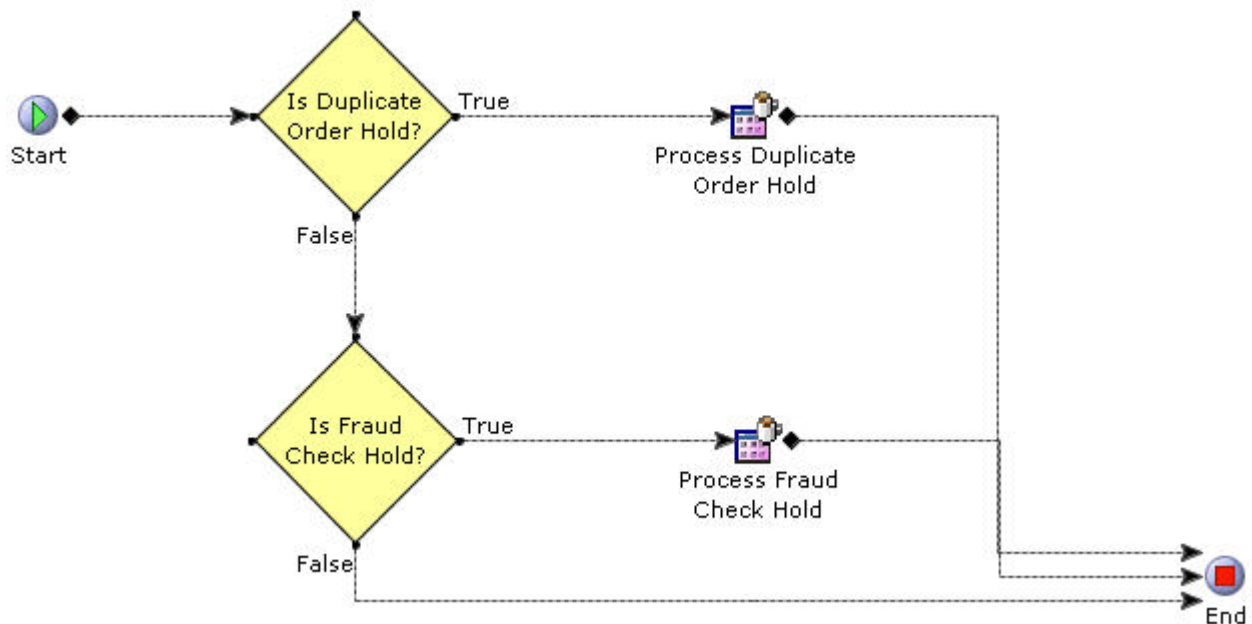 Is Duplicate
Order Hold?
True
Start
Process Duplicate
Order Hold
False
Is Fraud
Check Hold?
True
Process Fraud
Check Hold
False
End